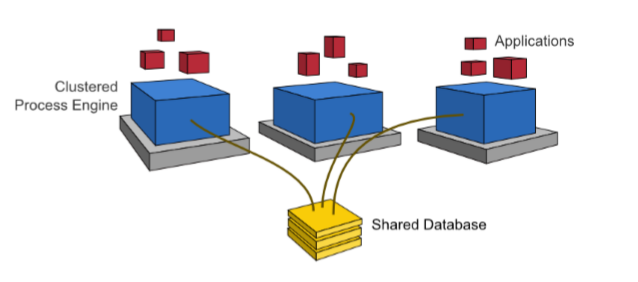 Applications
Clustered
Process Engine
Shared Database